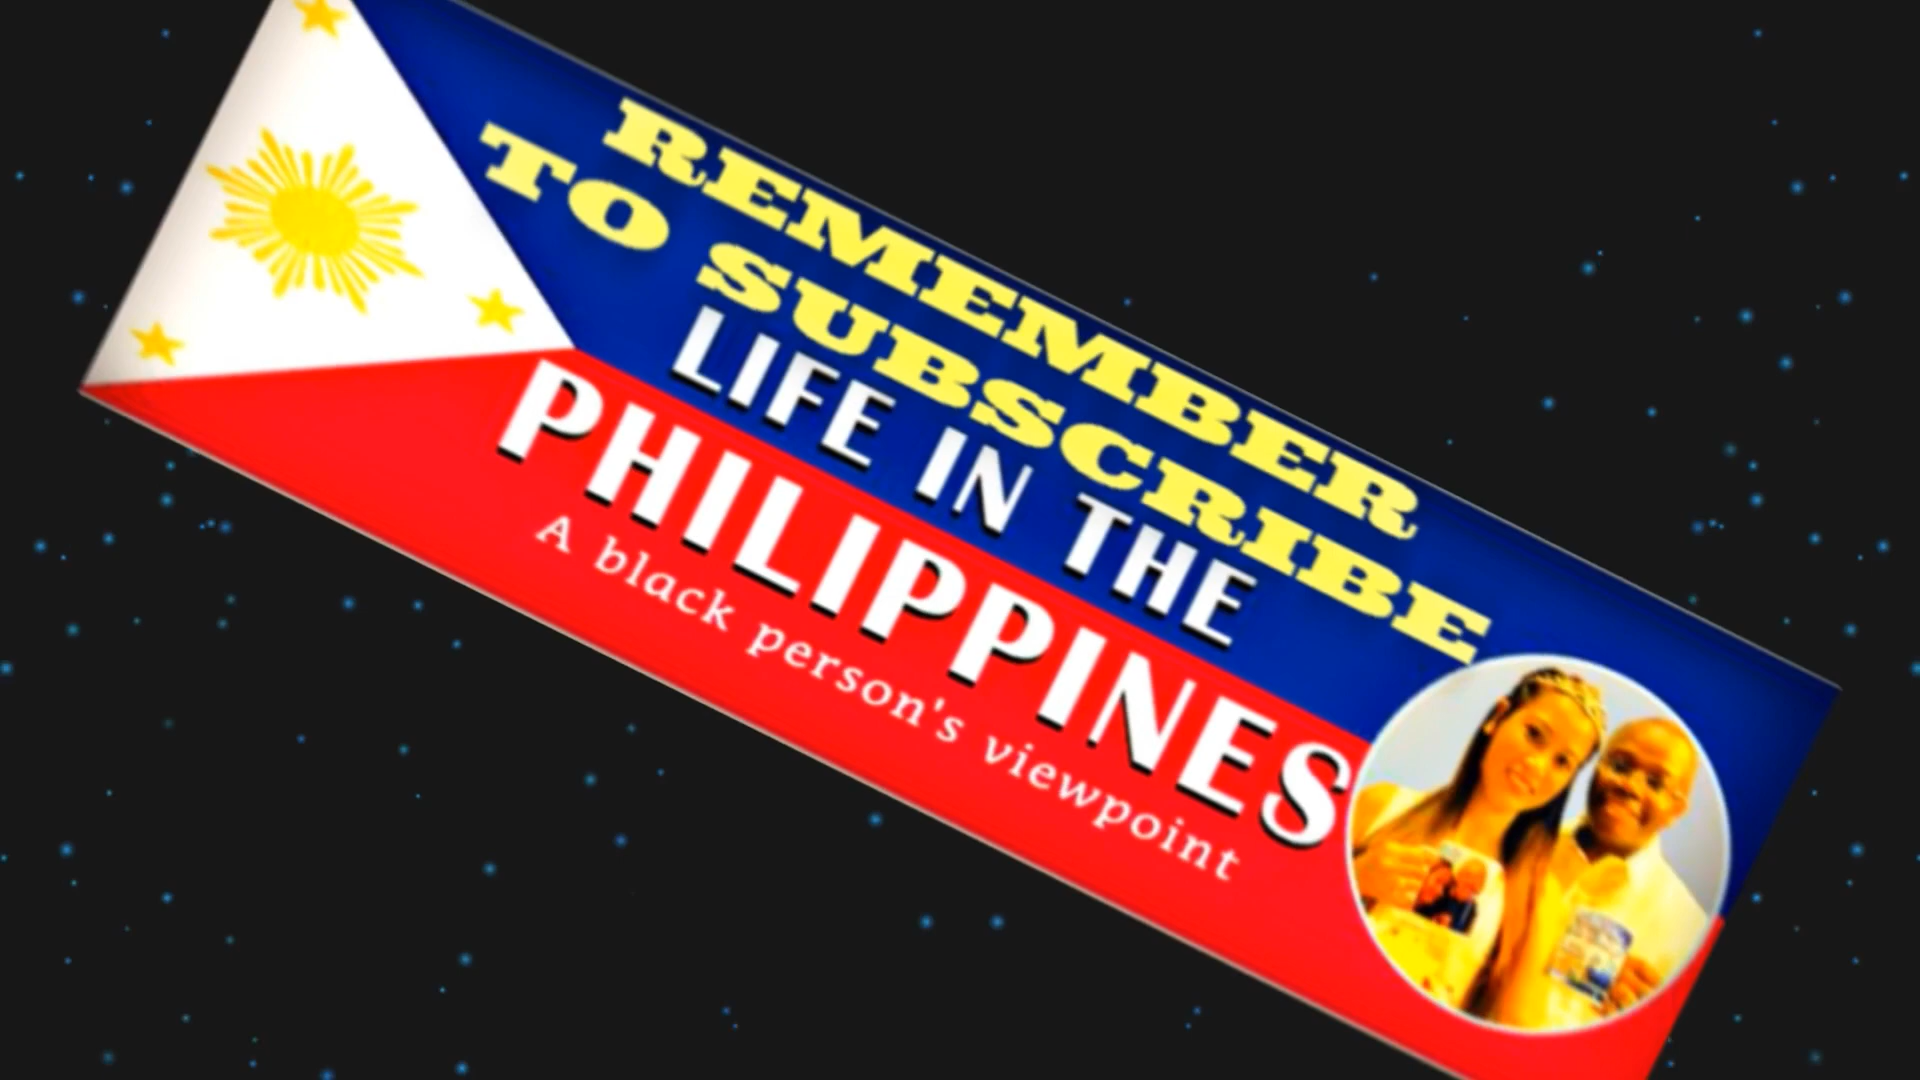 REMEMBER
TO SUBSCRIBE
LIFE IN THE
PHILIPPINES
A black person's viewpoint